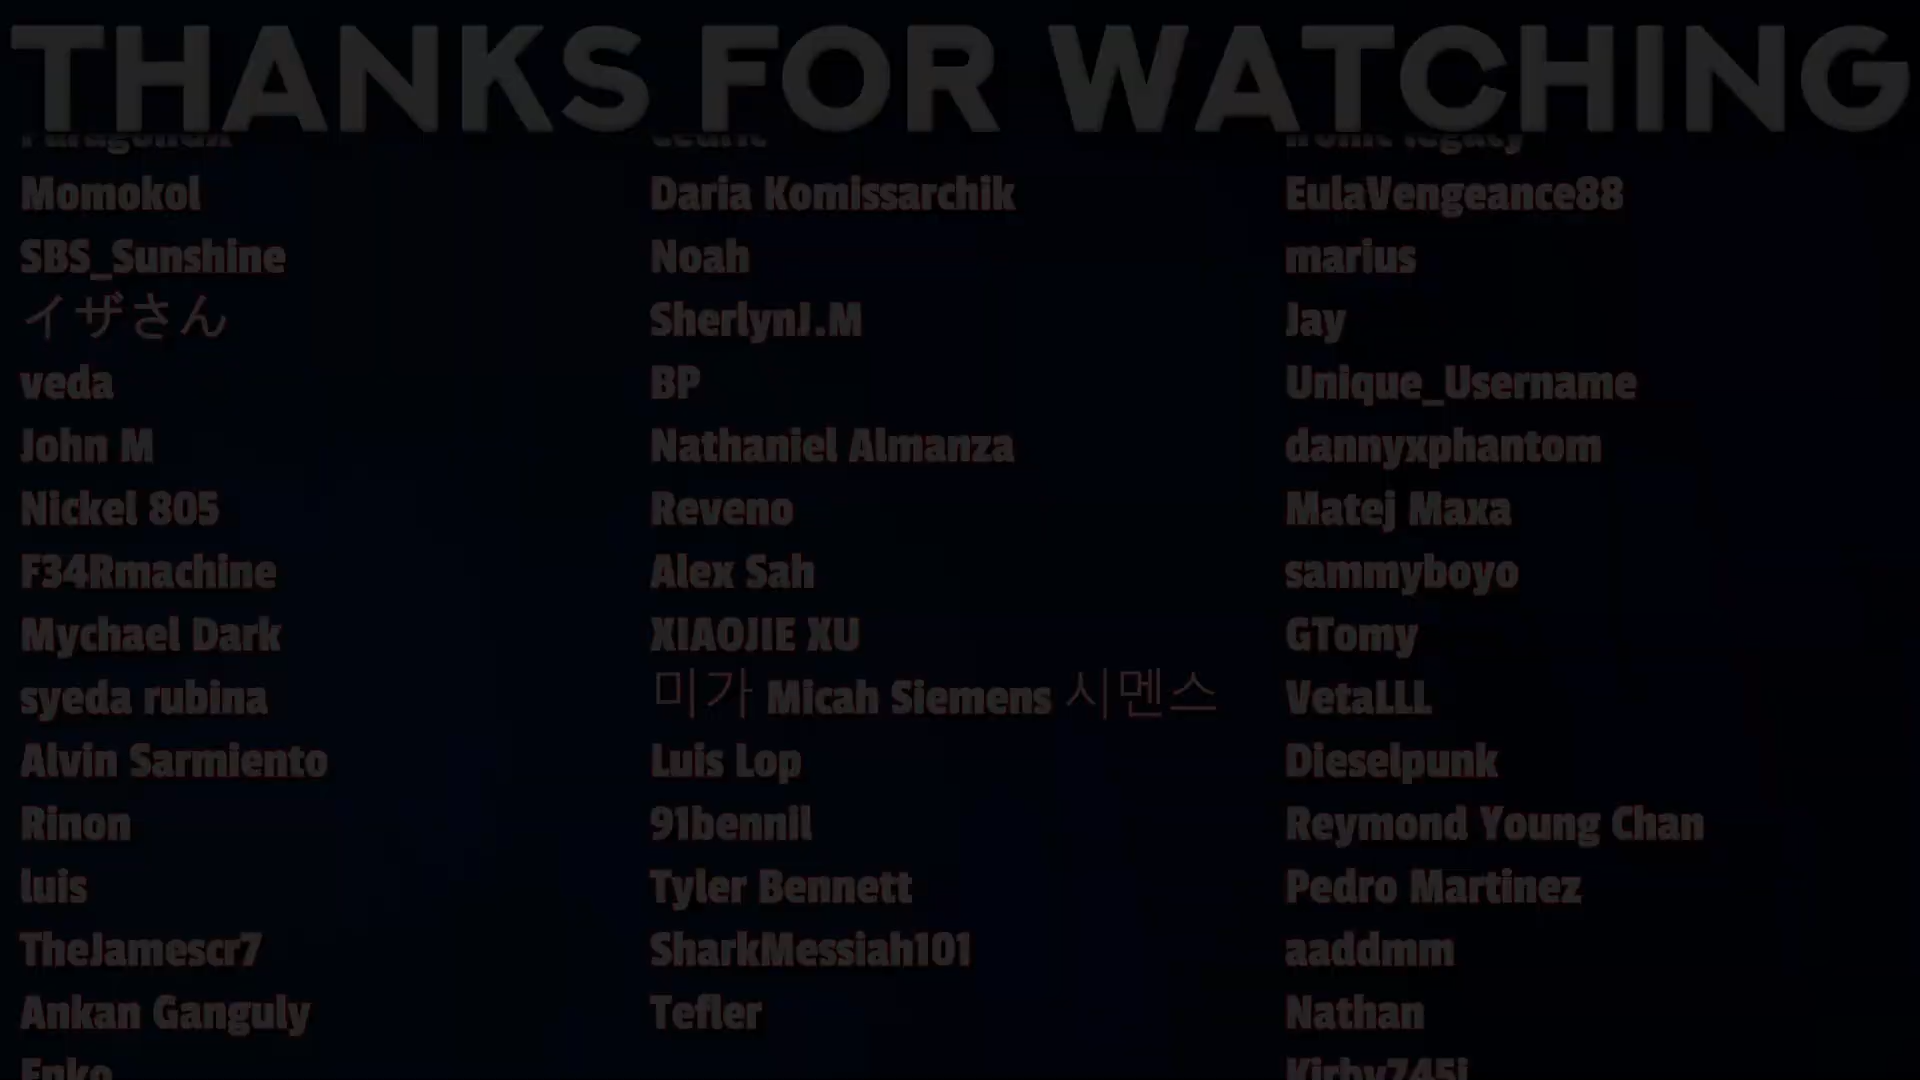 THANKS FOR WATCHING
Momokol
SBS_Sunshine
イザさん
veda
John M
Nickel 805
F34Rmachine
Mychael Dark
syeda rubina
Alvin Sarmiento
Rinon
luis
TheJamescr7
Ankan Ganguly
Daria Komissarchik
Noah
SherlynJ.M
BP
Nathaniel Almanza
Reveno
Alex Sah
XIAOJIE XU
미가 Micah Siemens 시멘스
Luis Lop
91bennil
Tyler Bennett
SharkMessiah101
Tefler
EulaVengeance88
marius
Jay
Unique_Username
dannyxphantom
Matej Maxa
sammyboyo
GTomy
VetaLLL
Dieselpunk
Reymond Young Chan
Pedro Martinez
aaddmm
Nathan